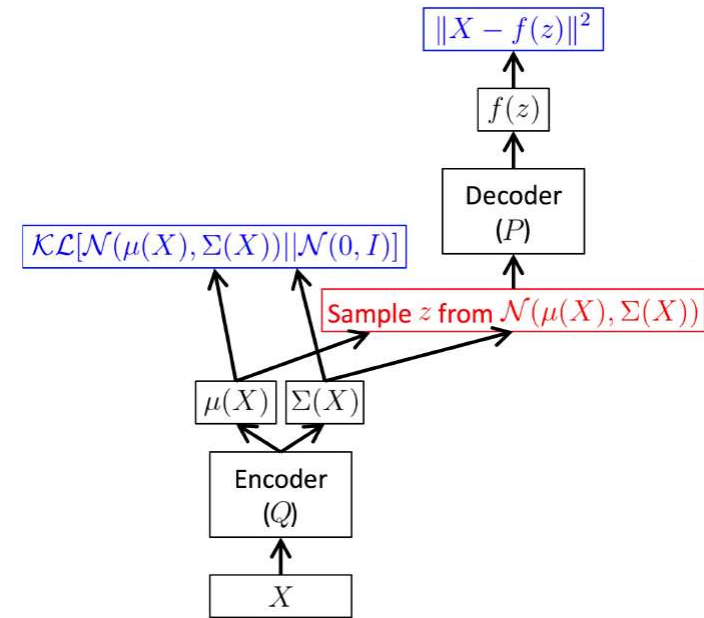 ‖X − f(z)‖²
f(z)
Decoder
(P)
𝒦ℒ[𝒩(μ(X), Σ(X))||𝒩(0, I)]
Sample z from 𝒩(μ(X), Σ(X))
μ(X) Σ(X)
Encoder
(Q)
X